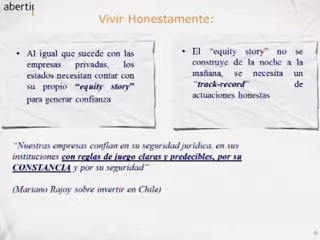 abertis
Vivir Honestamente:
• Al igual que sucede con las
empresas privadas, los
estados necesitan contar con
su propio “equity story”
para generar confianza
• El “equity story” no se
construye de la noche a la
mañana, se necesita un
“track-record” de
actuaciones honestas
“Nuestras empresas confían en su seguridad jurídica, en sus
instituciones con reglas de juego claras y predecibles, por su
CONSTANCIA y por su seguridad”
(Mariano Rajoy sobre invertir en Chile)
6